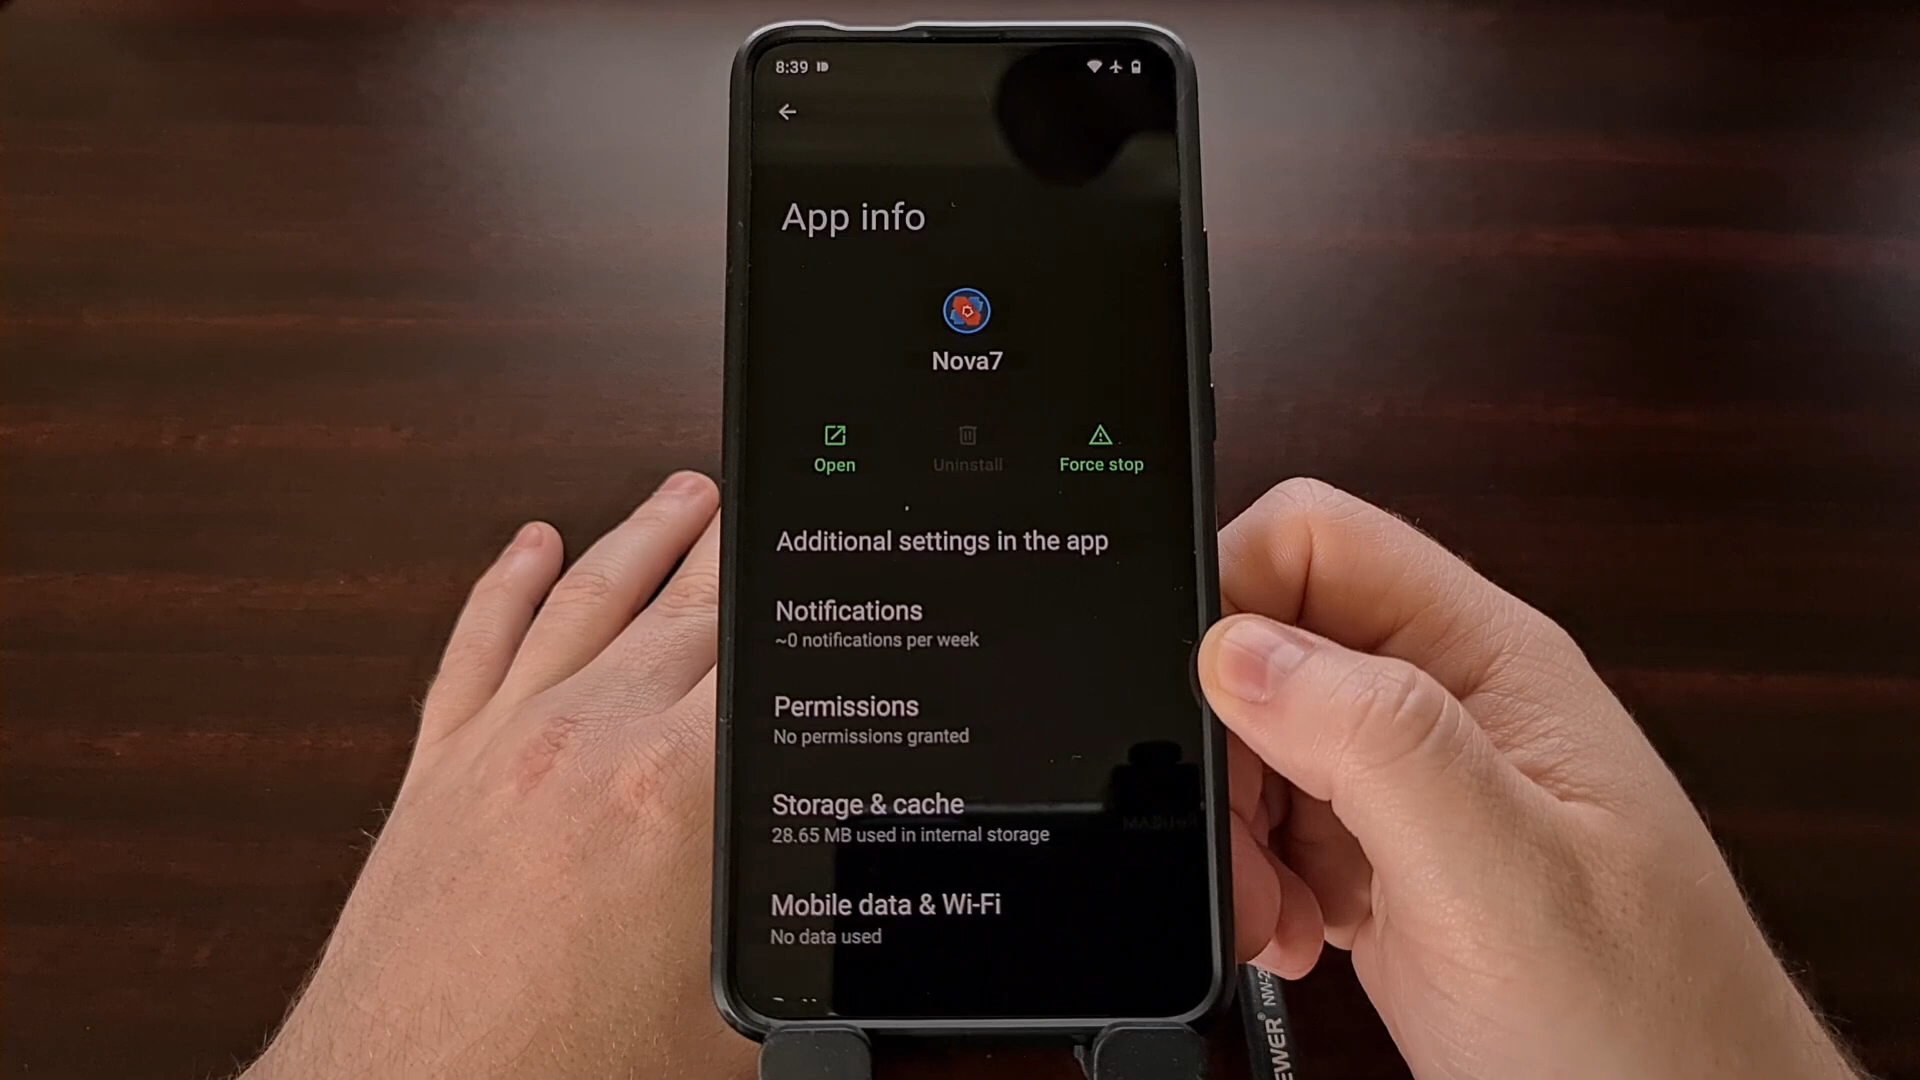 8:39
App info
Nova7
Open
Uninstall
Force stop
Additional settings in the app
Notifications
~0 notifications per week
Permissions
No permissions granted
Storage & cache
28.65 MB used in internal storage
Mobile data & Wi-Fi
No data used